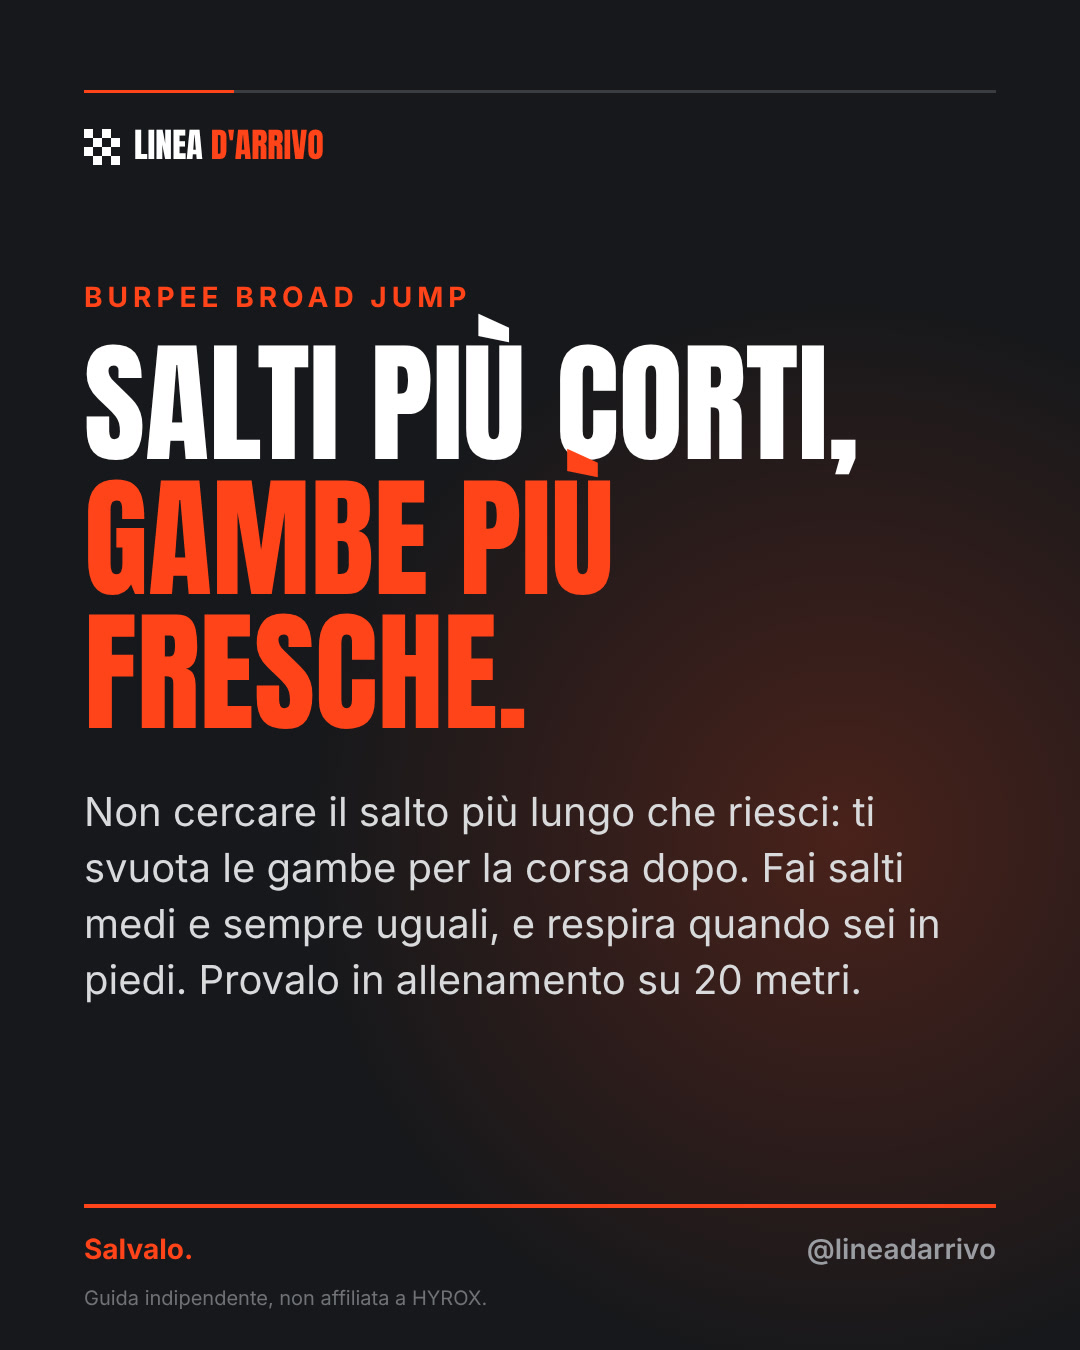 LINEA D'ARRIVO
BURPEE BROAD JUMP
SALTI PIÙ CORTI,
GAMBE PIÙ
FRESCHE.
Non cercare il salto più lungo che riesci: ti
svuota le gambe per la corsa dopo. Fai salti
medi e sempre uguali, e respira quando sei in
piedi. Provalo in allenamento su 20 metri.
Salvalo.
@lineadarrivo
Guida indipendente, non affiliata a HYROX.